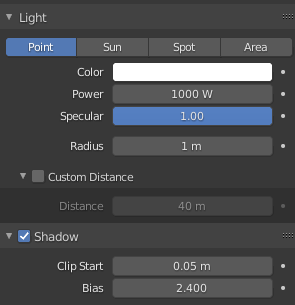 Light
Point Sun Spot Area
Color
Power 1000 W
Specular 1.00
Radius 1 m
Custom Distance
Distance 40 m
Shadow
Clip Start 0.05 m
Bias 2.400